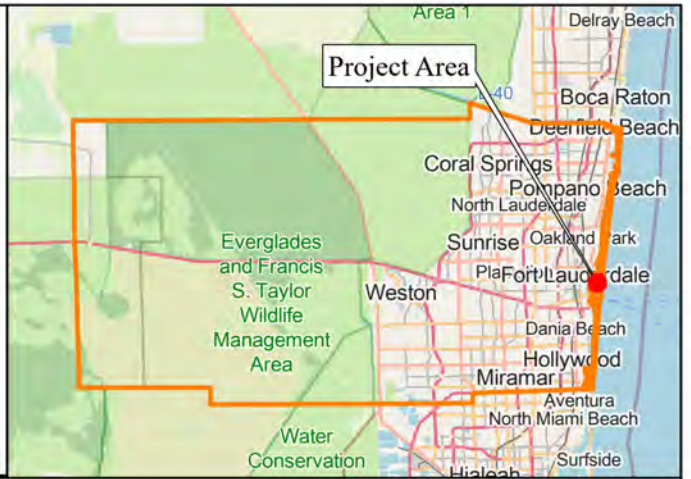 Area 1
Delray Beach
Project Area
L-40
Boca Raton
Deerfield Beach
Coral Springs
Pompano Beach
North Lauderdale
Sunrise
Oakland Park
Everglades
and Francis
S. Taylor
Wildlife
Management
Area
Fort Lauderdale
Weston
Dania Beach
Hollywood
Miramar
Aventura
North Miami Beach
Water
Conservation
Hialeah
Surfside